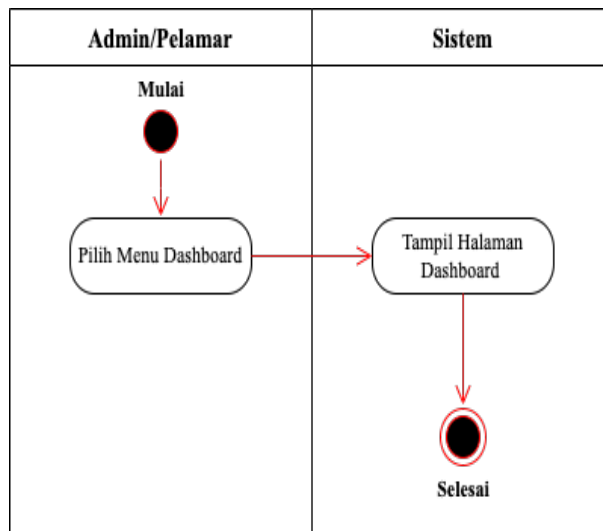 Admin/Pelamar
Sistem
Mulai
Pilih Menu Dashboard
Tampil Halaman
Dashboard
Selesai